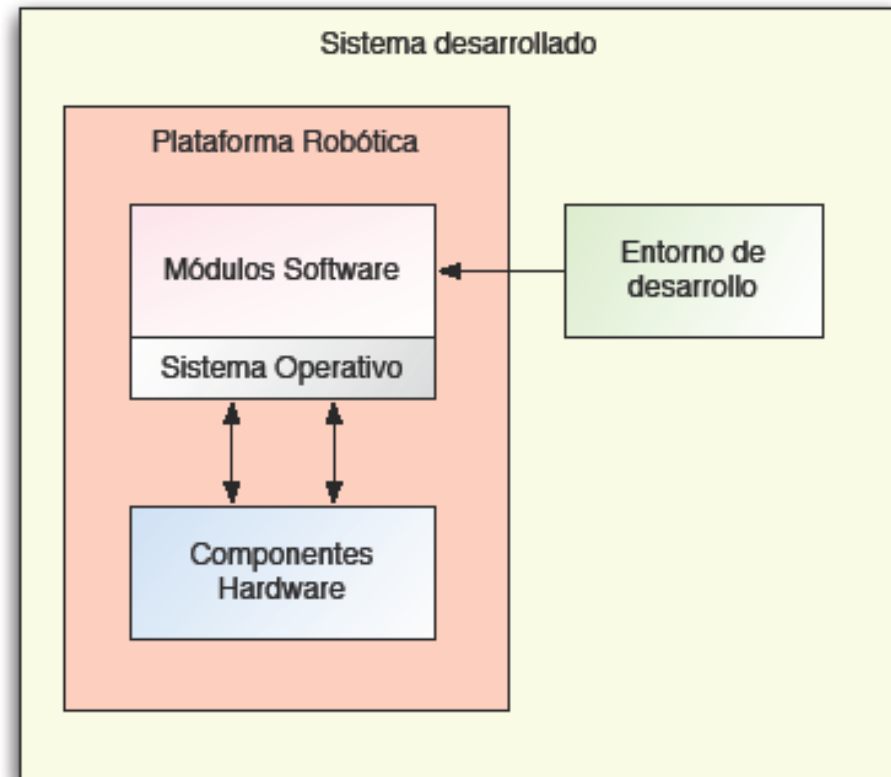 Sistema desarrollado
Plataforma Robótica
Módulos Software
Entorno de
desarrollo
Sistema Operativo
Componentes
Hardware